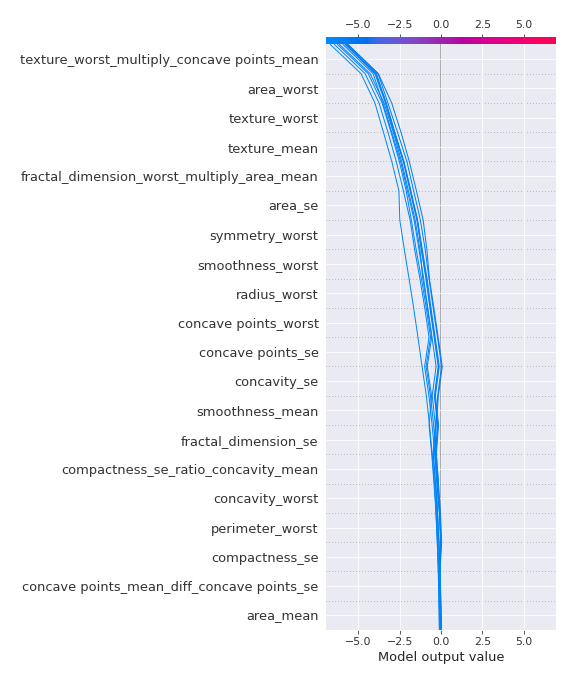 −5.0 −2.5 0.0 2.5 5.0
texture_worst_multiply_concave points_mean
area_worst
texture_worst
texture_mean
fractal_dimension_worst_multiply_area_mean
area_se
symmetry_worst
smoothness_worst
radius_worst
concave points_worst
concave points_se
concavity_se
smoothness_mean
fractal_dimension_se
compactness_se_ratio_concavity_mean
concavity_worst
perimeter_worst
compactness_se
concave points_mean_diff_concave points_se
area_mean
−5.0 −2.5 0.0 2.5 5.0
Model output value